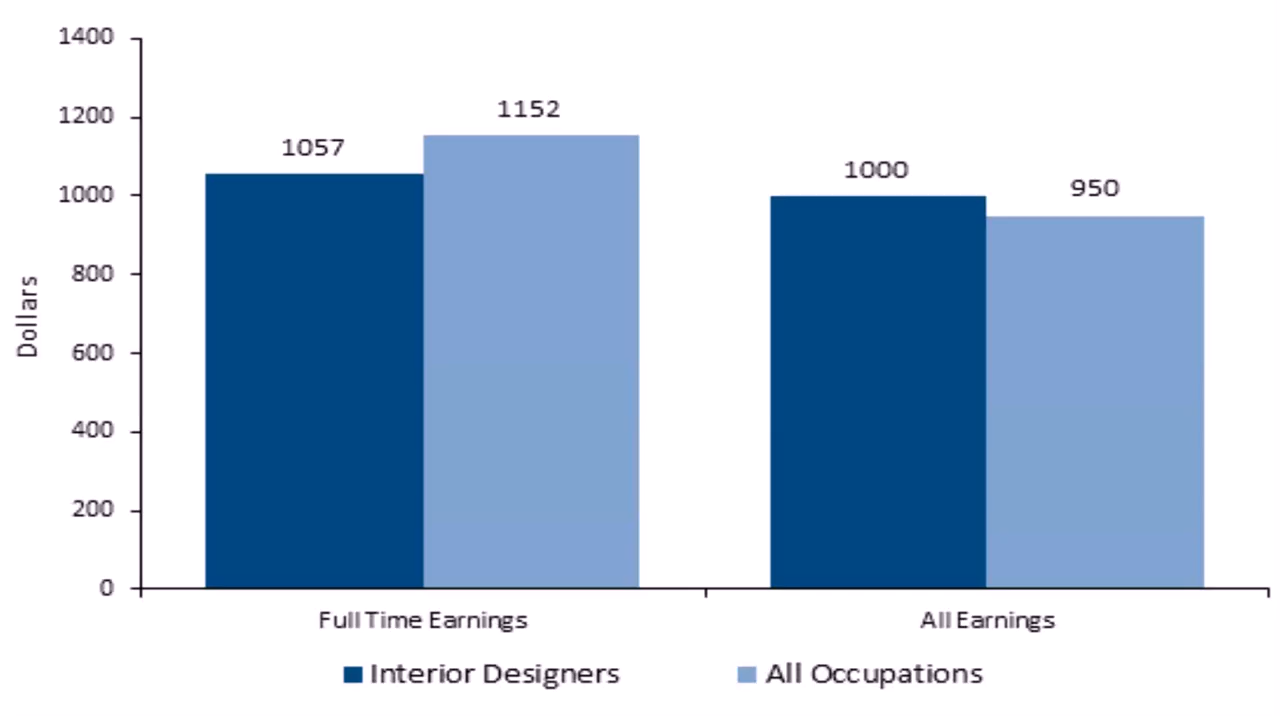 1400
1200
1000
800
600
400
200
0
Dollars
1057
1152
1000
950
Full Time Earnings
All Earnings
Interior Designers
All Occupations